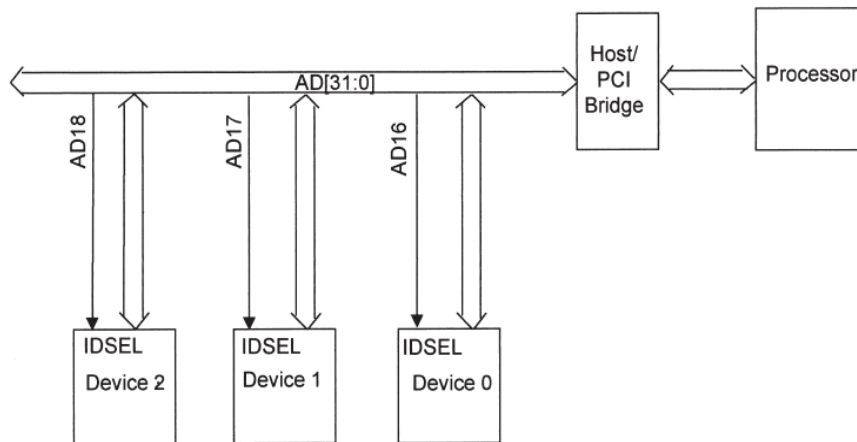 Host/
PCI
Bridge
Processor
AD[31:0]
AD18
AD17
AD16
IDSEL
Device 2
IDSEL
Device 1
IDSEL
Device 0